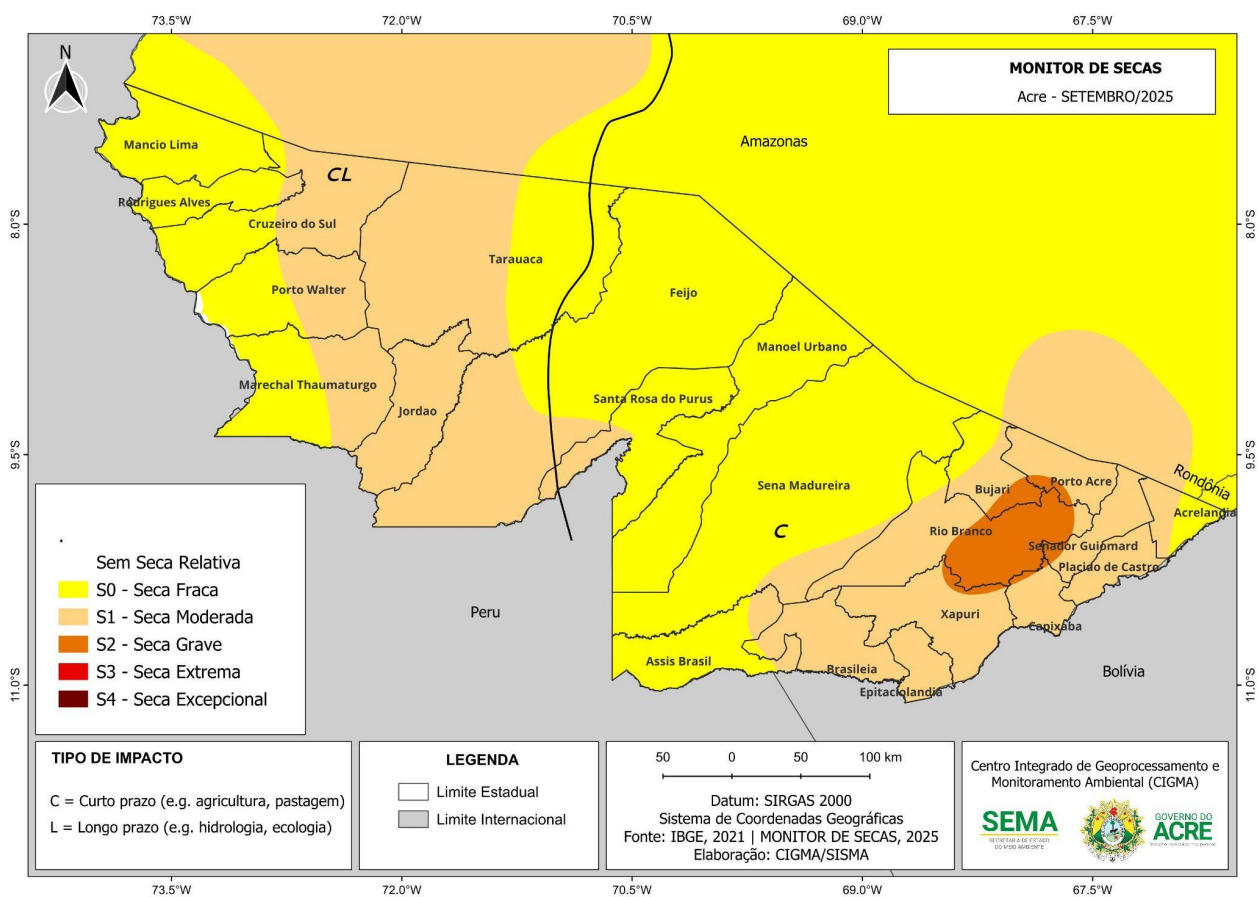 73.5°W 72.0°W 70.5°W 69.0°W 67.5°W
N
MONITOR DE SECAS
Acre - SETEMBRO/2025
Amazonas
Mancio Lima
CL
Rodrigues Alves
8.0°S
8.0°S
Cruzeiro do Sul
Tarauaca
Porto Walter
Feijo
Manoel Urbano
Marechal Thaumaturgo
Jordao
Santa Rosa do Purus
9.5°S
9.5°S
Rondônia
Sena Madureira
Bujari
Porto Acre
Acrelandia
C
Rio Branco
Senador Guiomard
Placido de Castro
Peru
Xapuri
Capixaba
Assis Brasil
Brasileia
Bolívia
Epitaciolandia
11.0°S
11.0°S
Sem Seca Relativa
S0 - Seca Fraca
S1 - Seca Moderada
S2 - Seca Grave
S3 - Seca Extrema
S4 - Seca Excepcional
TIPO DE IMPACTO
C = Curto prazo (e.g. agricultura, pastagem)
L = Longo prazo (e.g. hidrologia, ecologia)
LEGENDA
Limite Estadual
Limite Internacional
50 0 50 100 km
Datum: SIRGAS 2000
Sistema de Coordenadas Geográficas
Fonte: IBGE, 2021 | MONITOR DE SECAS, 2025
Elaboração: CIGMA/SISMA
Centro Integrado de Geoprocessamento e
Monitoramento Ambiental (CIGMA)
SEMA
SECRETARIA DE ESTADO
DO MEIO AMBIENTE
GOVERNO DO
ACRE
73.5°W 72.0°W 70.5°W 69.0°W 67.5°W